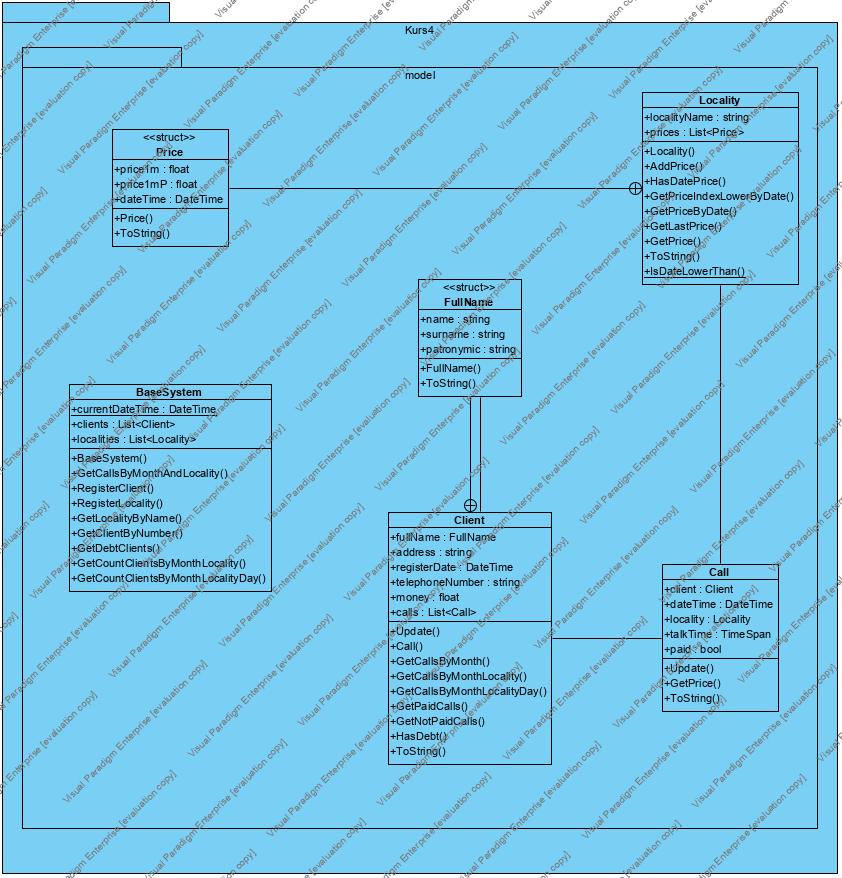 Kurs4
model
<<struct>>
Price
+price1m : float
+price1mP : float
+dateTime : DateTime
+Price()
+ToString()
Locality
+localityName : string
+prices : List<Price>
+Locality()
+AddPrice()
+HasDatePrice()
+GetPriceIndexLowerByDate()
+GetPriceByDate()
+GetLastPrice()
+GetPrice()
+ToString()
+IsDateLowerThan()
<<struct>>
FullName
+name : string
+surname : string
+patronymic : string
+FullName()
+ToString()
BaseSystem
+currentDateTime : DateTime
+clients : List<Client>
+localities : List<Locality>
+BaseSystem()
+GetCallsByMonthAndLocality()
+RegisterClient()
+RegisterLocality()
+GetLocalityByName()
+GetClientByNumber()
+GetDebtClients()
+GetCountClientsByMonthLocality()
+GetCountClientsByMonthLocalityDay()
Client
+fullName : FullName
+address : string
+registerDate : DateTime
+telephoneNumber : string
+money : float
+calls : List<Call>
+Update()
+Call()
+GetCallsByMonth()
+GetCallsByMonthLocality()
+GetCallsByMonthLocalityDay()
+GetPaidCalls()
+GetNotPaidCalls()
+HasDebt()
+ToString()
Call
+client : Client
+dateTime : DateTime
+locality : Locality
+talkTime : TimeSpan
+paid : bool
+Update()
+GetPrice()
+ToString()
Visual Paradigm Enterprise [evaluation copy]